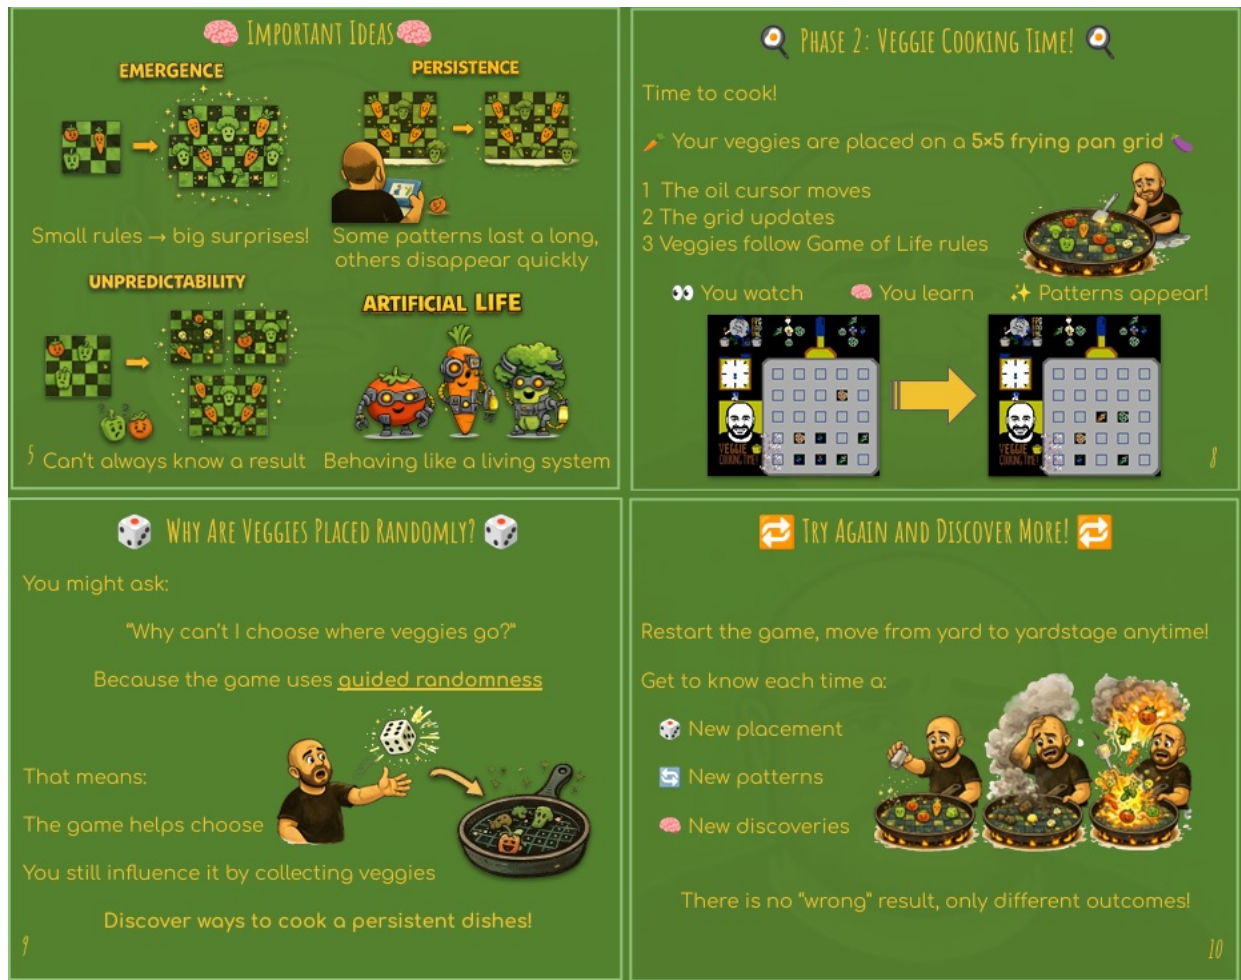 🧠 IMPORTANT IDEAS 🧠
EMERGENCE
PERSISTENCE
Small rules → big surprises!
Some patterns last a long,
others disappear quickly
UNPREDICTABILITY
ARTIFICIAL LIFE
Can't always know a result
Behaving like a living system
5
🍳 PHASE 2: VEGGIE COOKING TIME! 🍳
Time to cook!
🥕 Your veggies are placed on a 5×5 frying pan grid 🍆
1 The oil cursor moves
2 The grid updates
3 Veggies follow Game of Life rules
👀 You watch 🧠 You learn ✨ Patterns appear!
VEGGIE
COOKING TIME!
VEGGIE
COOKING TIME!
8
🎲 WHY ARE VEGGIES PLACED RANDOMLY? 🎲
You might ask:
"Why can't I choose where veggies go?"
Because the game uses guided randomness
That means:
The game helps choose
You still influence it by collecting veggies
Discover ways to cook a persistent dishes!
9
🔁 TRY AGAIN AND DISCOVER MORE! 🔁
Restart the game, move from yard to yardstage anytime!
Get to know each time a:
🎲 New placement
🔄 New patterns
🧠 New discoveries
There is no "wrong" result, only different outcomes!
10